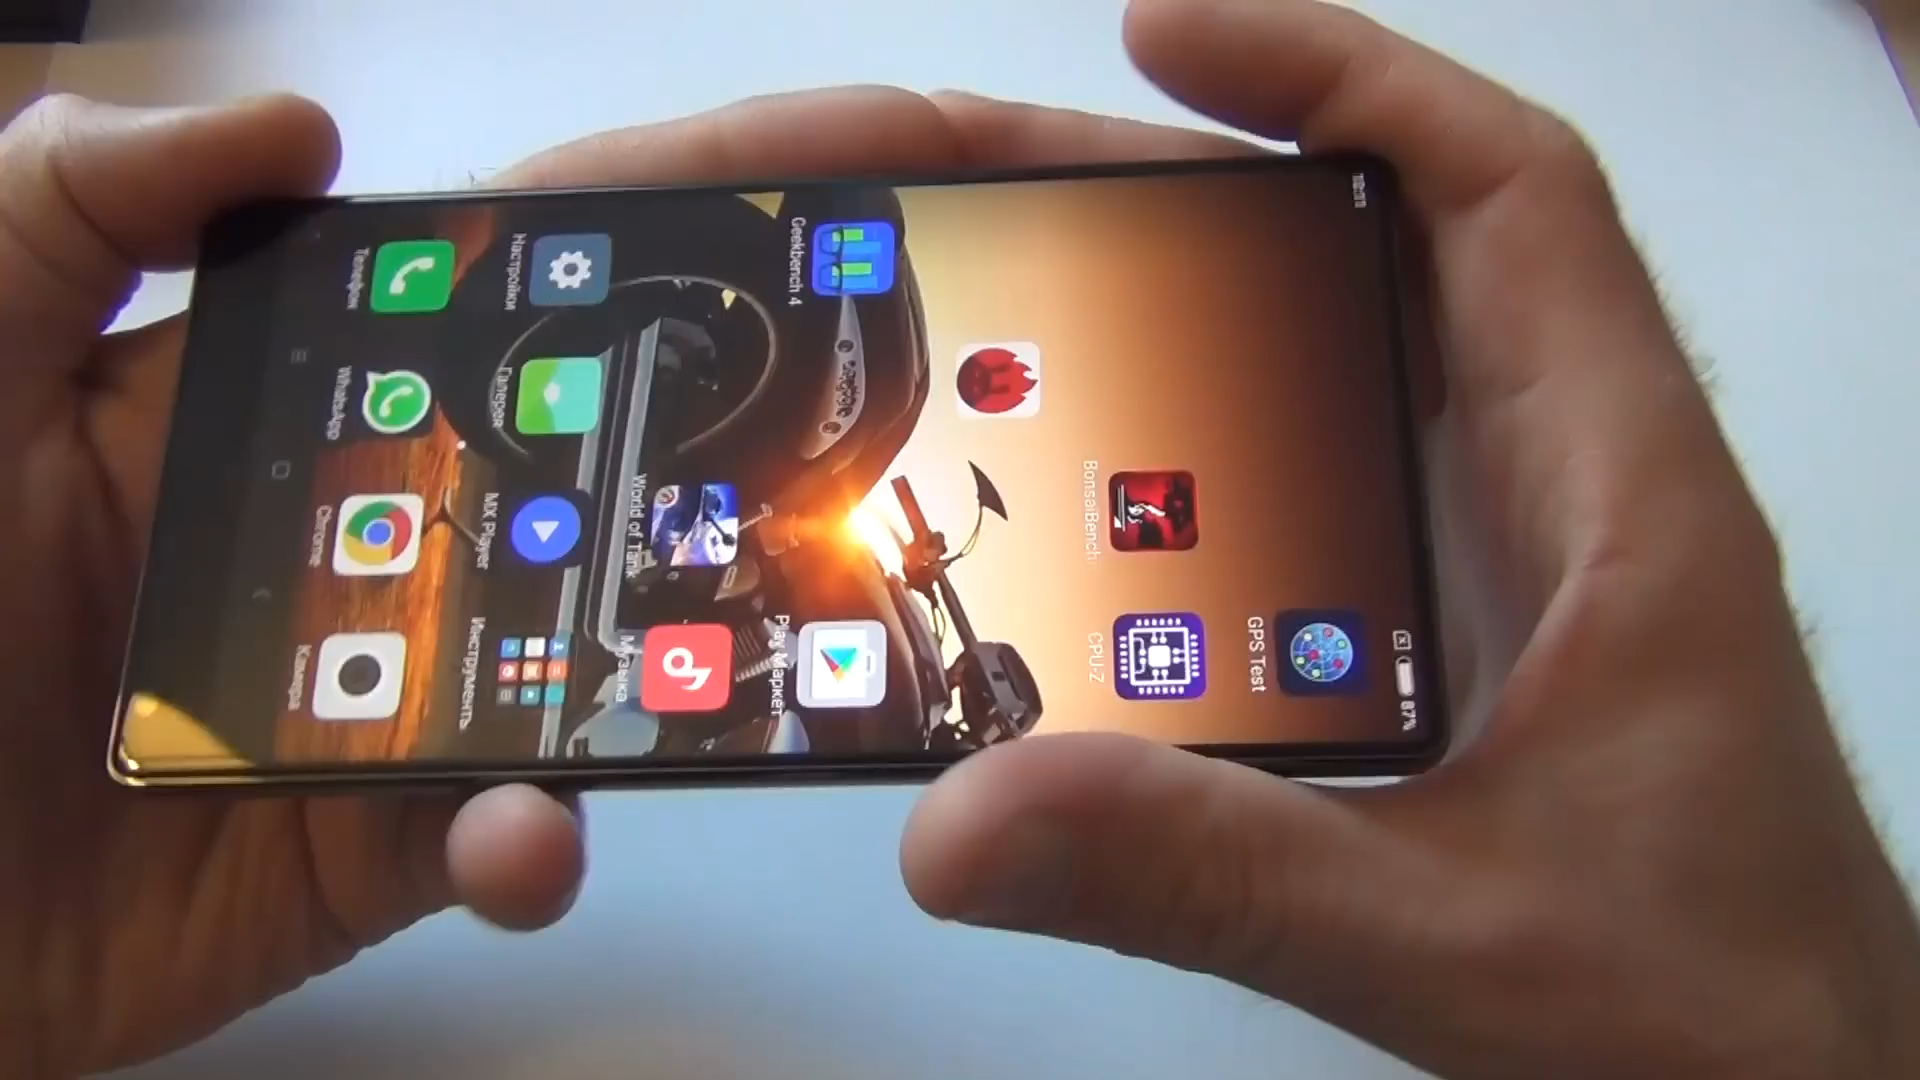 87%
GPS Test
BonsaiBench
CPU-Z
Geekbench 4
Play Маркет
World of Tank
Музыка
Настройки
Галерея
MX Player
Инструменты
Телефон
WhatsApp
Chrome
Камера